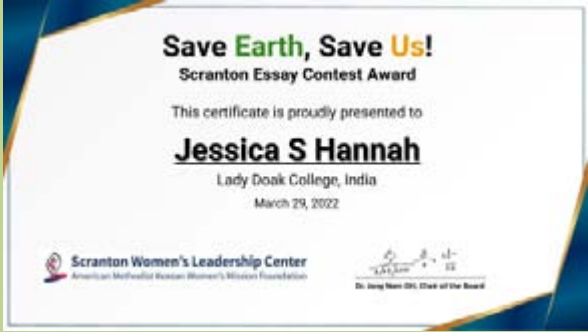 Save Earth, Save Us!
Scranton Essay Contest Award
This certificate is proudly presented to
Jessica S Hannah
Lady Doak College, India
March 29, 2022
Scranton Women's Leadership Center
American Methodist Korean Women's Mission Foundation
Dr. Jong Nam OH, Chair of the Board